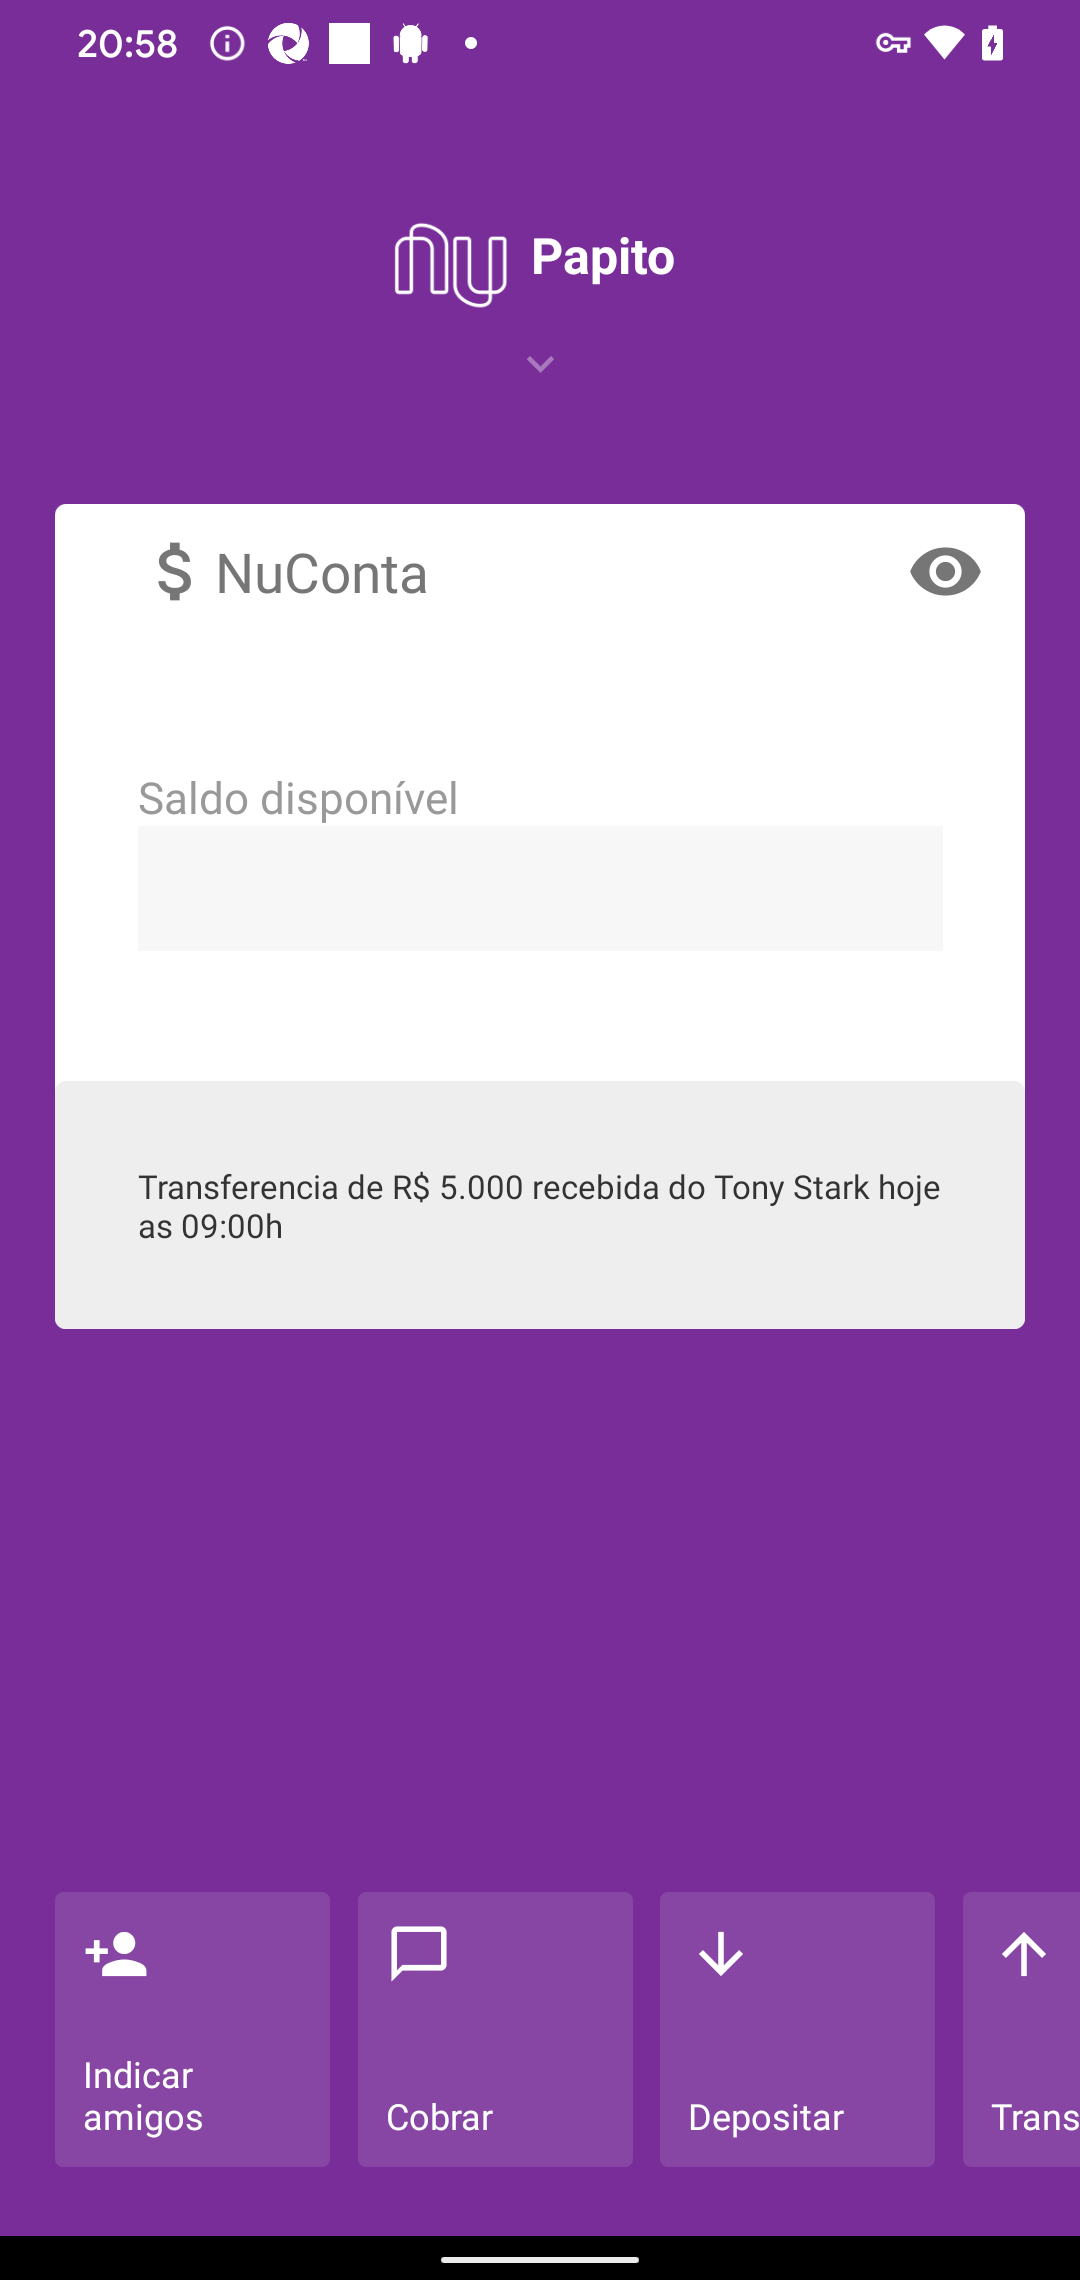 20:58
nu Papito
$ NuConta
Saldo disponível
Transferencia de R$ 5.000 recebida do Tony Stark hoje
as 09:00h
Indicar
amigos
Cobrar
Depositar
Trans